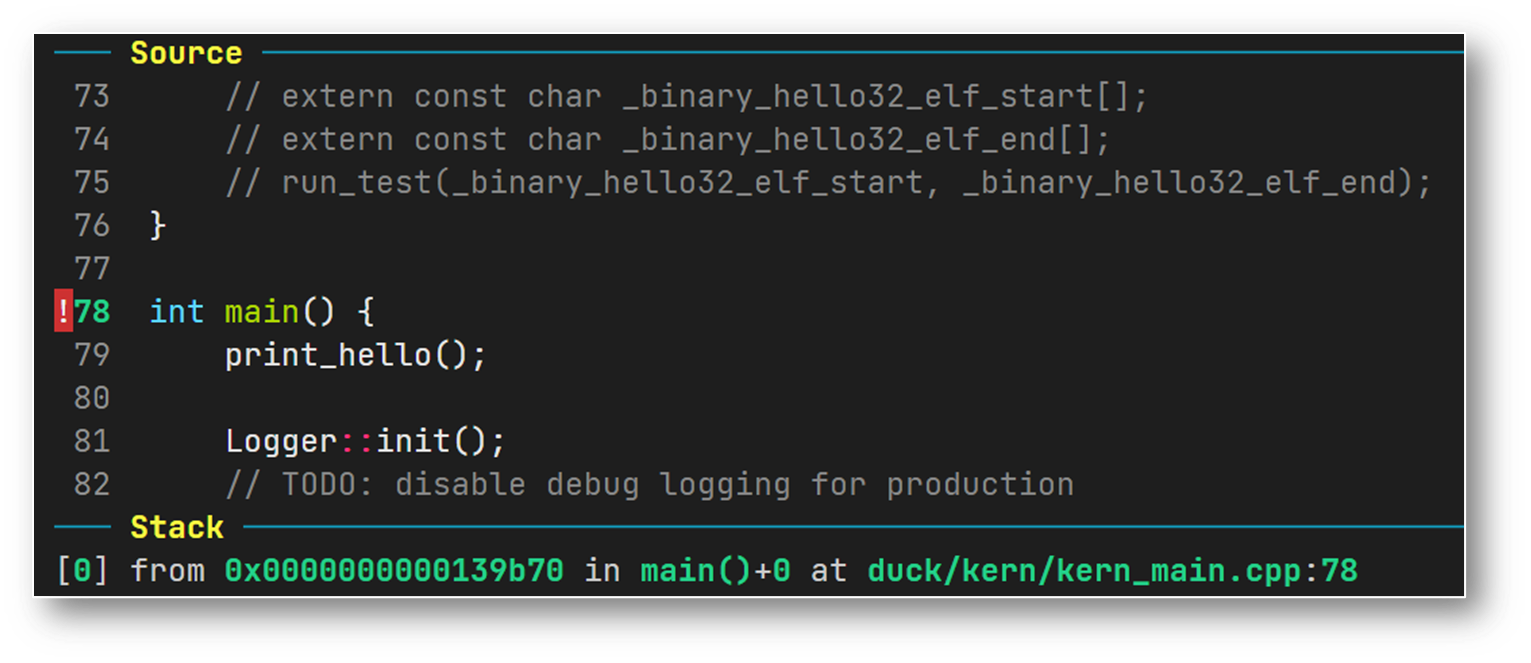 Source
73 // extern const char _binary_hello32_elf_start[];
74 // extern const char _binary_hello32_elf_end[];
75 // run_test(_binary_hello32_elf_start, _binary_hello32_elf_end);
76 }
77
!78 int main() {
79 print_hello();
80
81 Logger::init();
82 // TODO: disable debug logging for production
Stack
[0] from 0x0000000000139b70 in main()+0 at duck/kern/kern_main.cpp:78